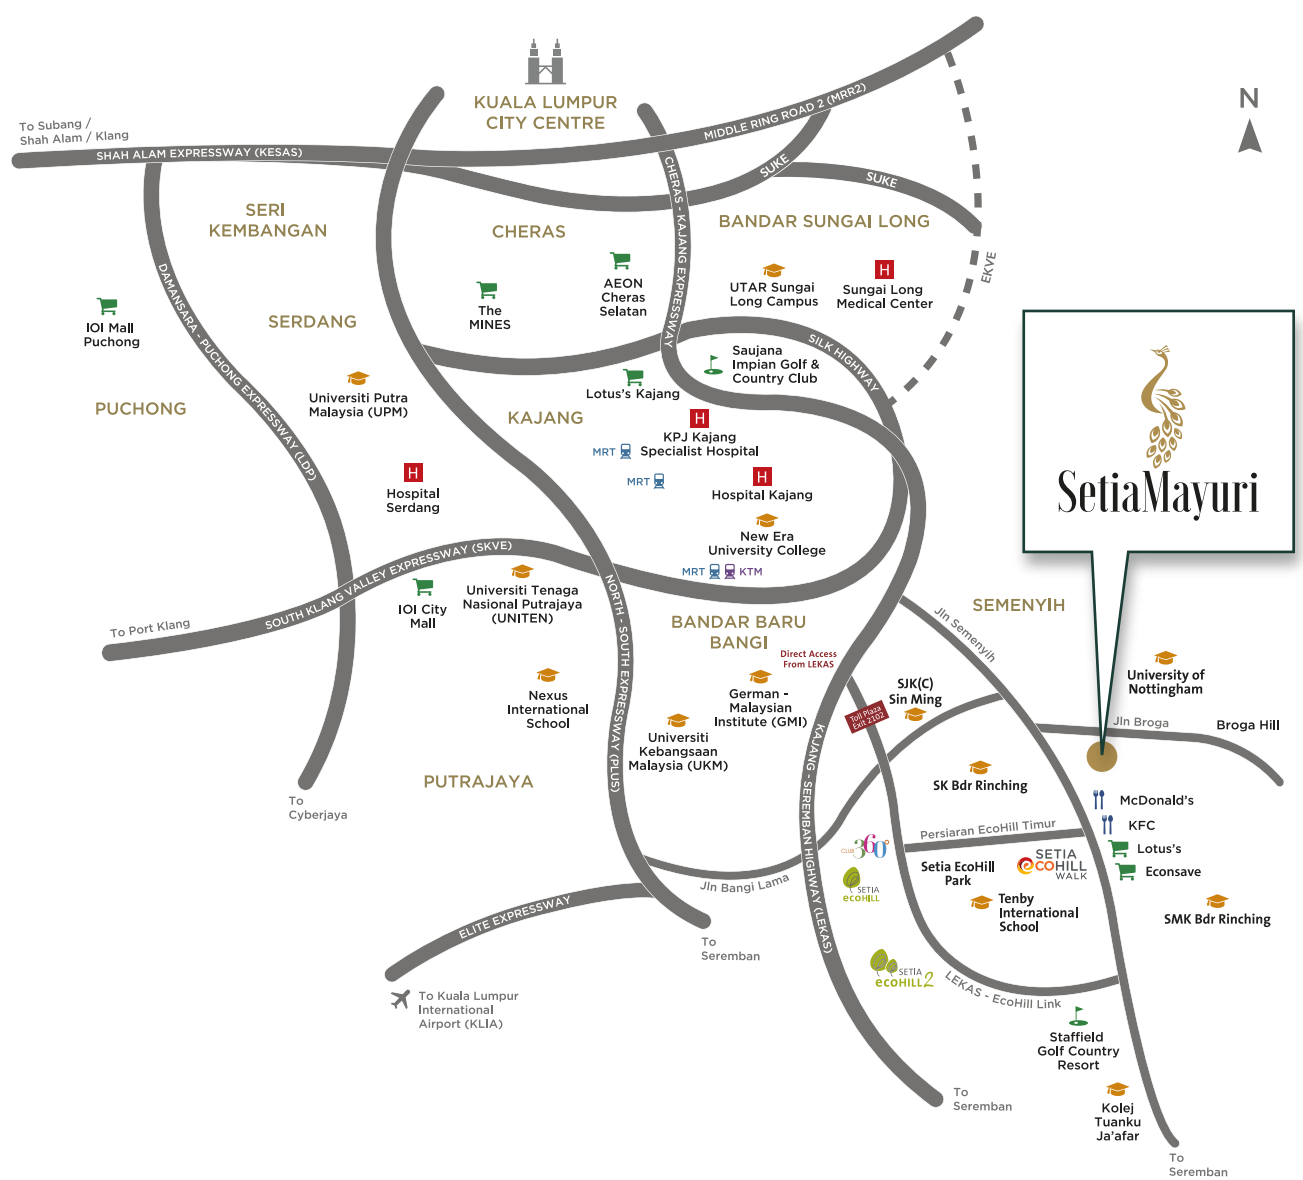 KUALA LUMPUR
CITY CENTRE
N
To Subang /
Shah Alam / Klang
SHAH ALAM EXPRESSWAY (KESAS)
MIDDLE RING ROAD 2 (MRR2)
SUKE
SUKE
CHERAS - KAJANG EXPRESSWAY
SERI
KEMBANGAN
CHERAS
BANDAR SUNGAI LONG
EKVE
DAMANSARA - PUCHONG EXPRESSWAY (LDP)
IOI Mall
Puchong
SERDANG
The
MINES
AEON
Cheras
Selatan
UTAR Sungai
Long Campus
H
Sungai Long
Medical Center
SILK HIGHWAY
Saujana
Impian Golf &
Country Club
Lotus's Kajang
PUCHONG
Universiti Putra
Malaysia (UPM)
KAJANG
H
KPJ Kajang
Specialist Hospital
MRT
MRT
H
Hospital
Serdang
H
Hospital Kajang
New Era
University College
MRT
KTM
SetiaMayuri
SOUTH KLANG VALLEY EXPRESSWAY (SKVE)
To Port Klang
IOI City
Mall
Universiti Tenaga
Nasional Putrajaya
(UNITEN)
NORTH - SOUTH EXPRESSWAY (PLUS)
BANDAR BARU
BANGI
Direct Access
From LEKAS
SEMENYIH
Jln Semenyih
Nexus
International
School
Universiti
Kebangsaan
Malaysia (UKM)
German -
Malaysian
Institute (GMI)
Toll Plaza
Exit 2102
SJK(C)
Sin Ming
University of
Nottingham
Jln Broga
Broga Hill
KAJANG - SEREMBAN HIGHWAY (LEKAS)
PUTRAJAYA
To
Cyberjaya
SK Bdr Rinching
McDonald's
KFC
Lotus's
Econsave
Persiaran EcoHill Timur
CLUB 360°
SETIA
ecoHILL
Setia EcoHill
Park
SETIA
ECOHILL
WALK
Tenby
International
School
SMK Bdr Rinching
Jln Bangi Lama
ELITE EXPRESSWAY
To
Seremban
SETIA
ecoHILL 2
LEKAS - EcoHill Link
To Kuala Lumpur
International
Airport (KLIA)
Staffield
Golf Country
Resort
To
Seremban
Kolej
Tuanku
Ja'afar
To
Seremban